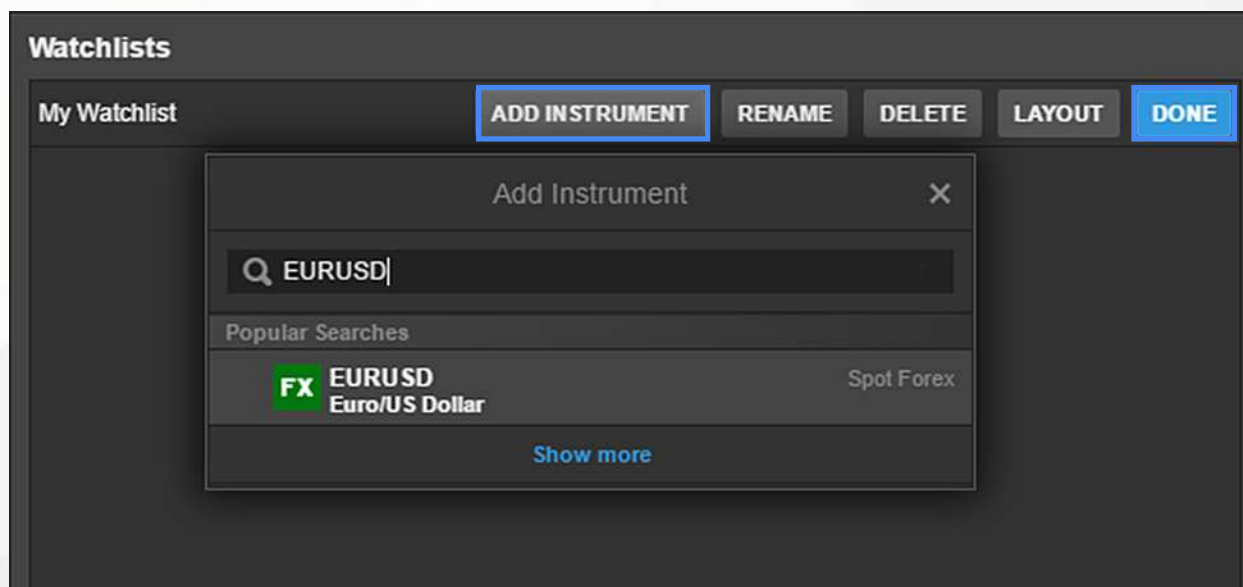 Watchlists
My Watchlist ADD INSTRUMENT RENAME DELETE LAYOUT DONE
Add Instrument ×
EURUSD
Popular Searches
FX EURUSD Spot Forex
Euro/US Dollar
Show more